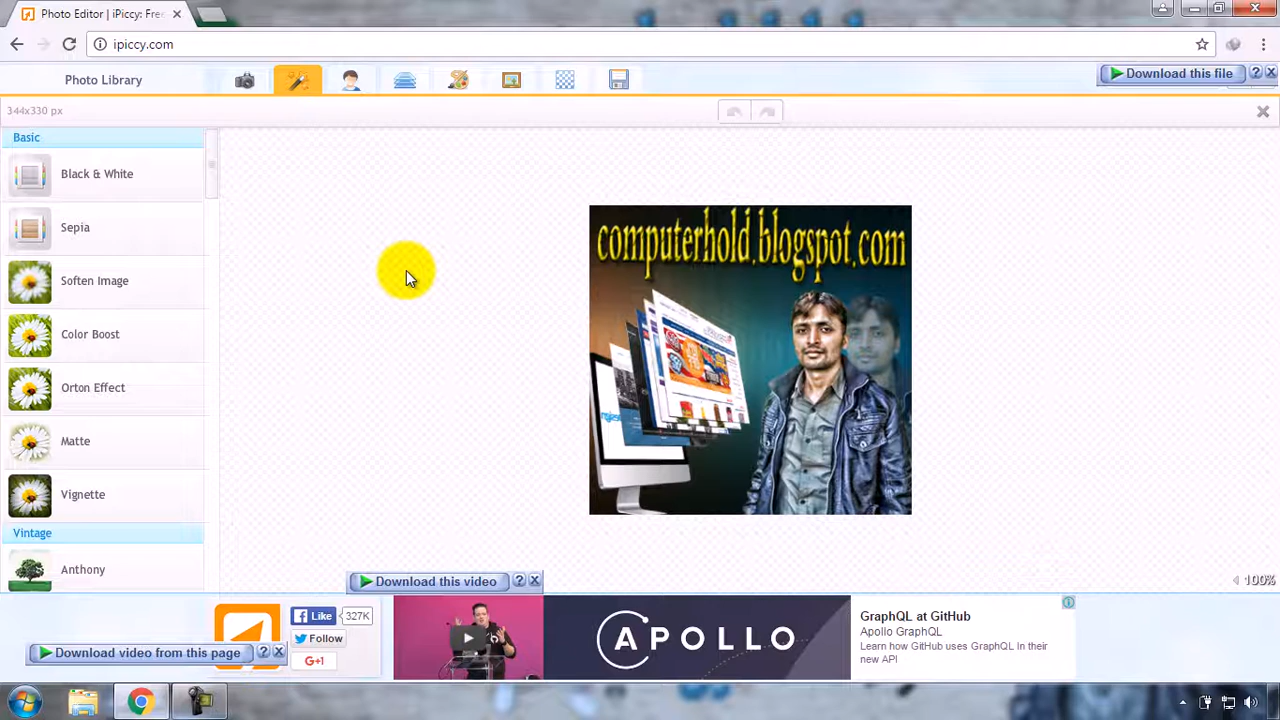 Photo Editor | iPiccy: Free
ipiccy.com
Photo Library
Download this file
?
344x330 px
Basic
Black & White
Sepia
Soften Image
Color Boost
Orton Effect
Matte
Vignette
Vintage
Anthony
computerhold.blogspot.com
100%
Download this video
?
Like 327K
Follow
G+1
Download video from this page
?
APOLLO
GraphQL at GitHub
Apollo GraphQL
Learn how GitHub uses GraphQL in their
new API